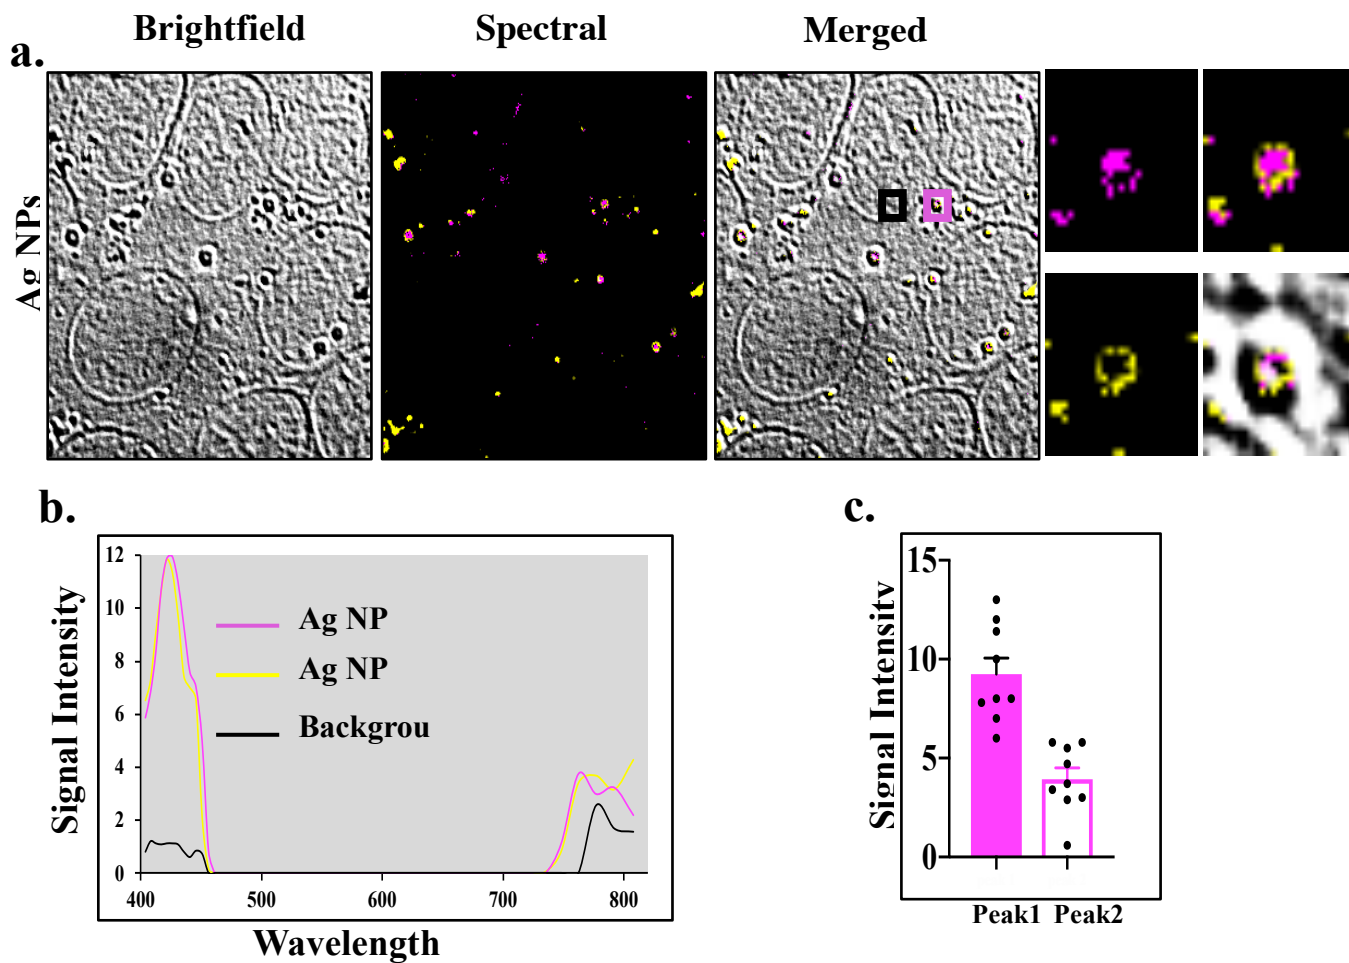 Brightfield Spectral Merged
a.
Ag NPs
b.
c.
Signal Intensity
12
10
8
6
4
2
0
400 500 600 700 800
Wavelength
Ag NP
Ag NP
Backgrou
Signal Intensity
15
10
5
0
Peak1 Peak2